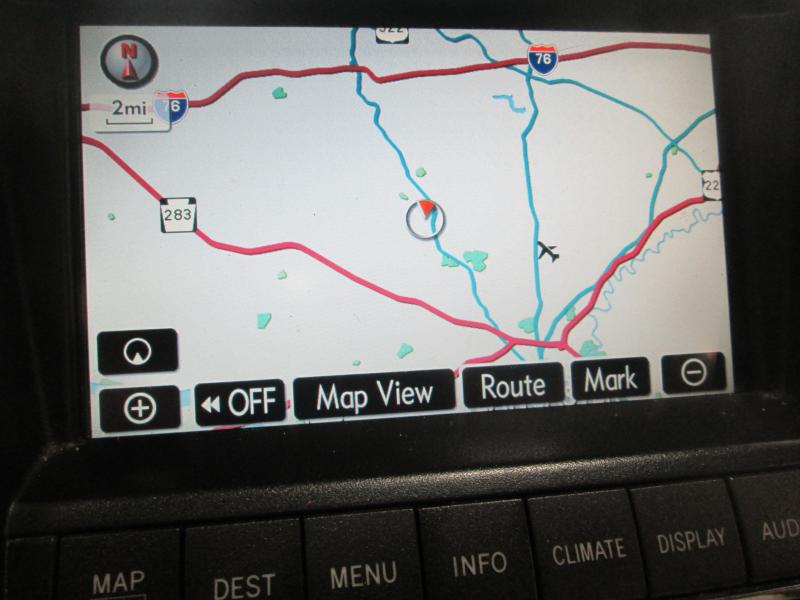 N
322
76
76
2mi
283
22
OFF
Map View
Route
Mark
MAP
DEST
MENU
INFO
CLIMATE
DISPLAY
AUD